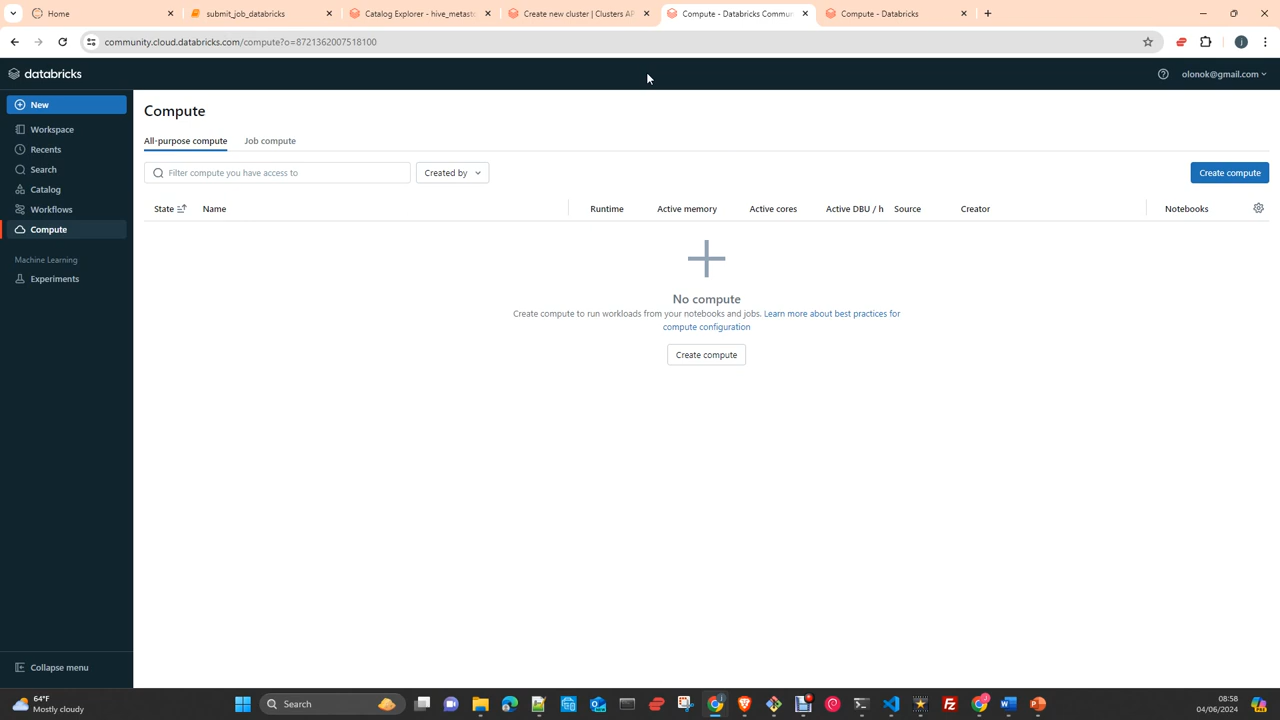 Home
submit_job_databricks
Catalog Explorer - hive_metast
Create new cluster | Clusters AP
Compute - Databricks Commun
Compute - Databricks
community.cloud.databricks.com/compute?o=8721362007518100
databricks
olonok@gmail.com
New
Workspace
Recents
Search
Catalog
Workflows
Compute
Machine Learning
Experiments
Collapse menu
Compute
All-purpose compute Job compute
Filter compute you have access to
Created by
Create compute
State Name Runtime Active memory Active cores Active DBU / h Source Creator Notebooks
No compute
Create compute to run workloads from your notebooks and jobs. Learn more about best practices for
compute configuration
Create compute
64°F
Mostly cloudy
Search
08:58
04/06/2024